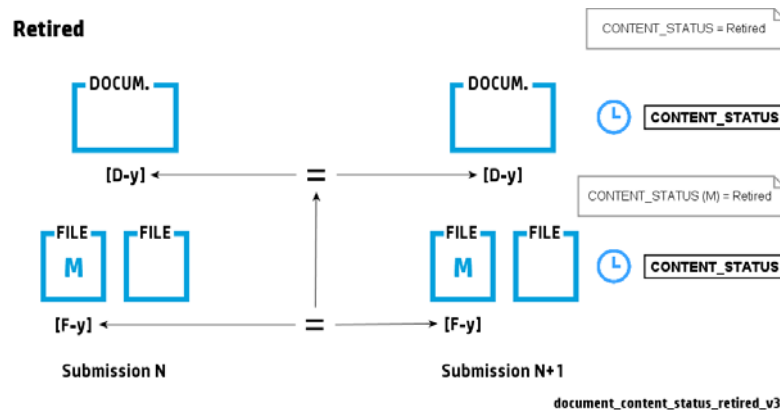 Retired
CONTENT_STATUS = Retired
DOCUM. DOCUM.
CONTENT_STATUS
[D-y] = [D-y]
CONTENT_STATUS (M) = Retired
FILE FILE FILE FILE
M M
CONTENT_STATUS
[F-y] = [F-y]
Submission N Submission N+1
document_content_status_retired_v3